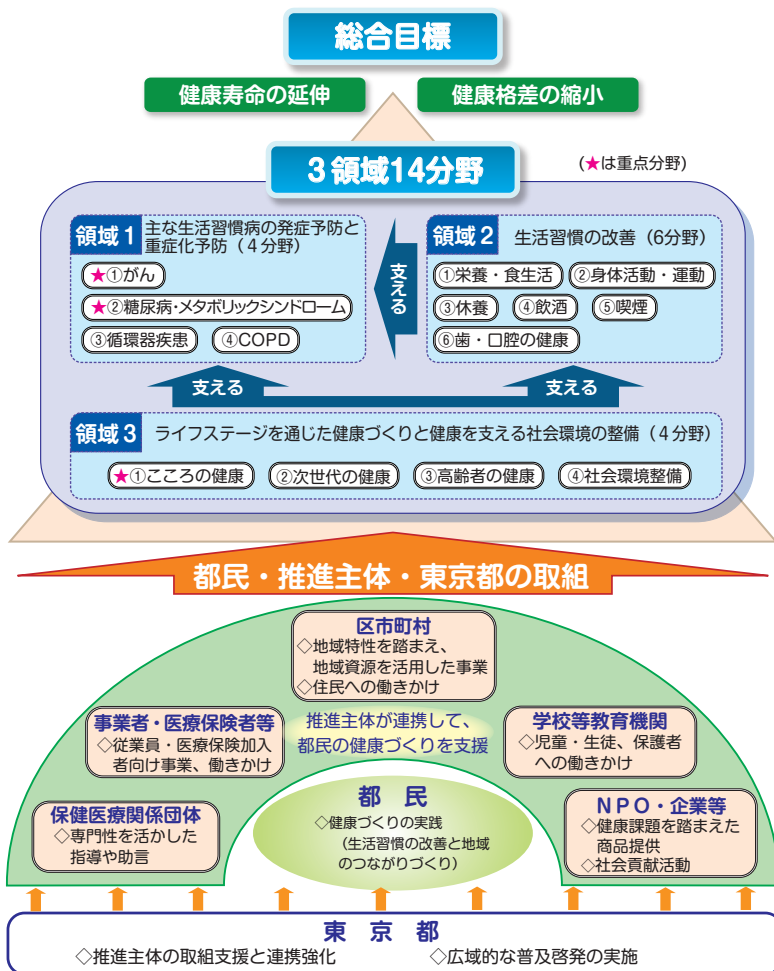 総合目標
健康寿命の延伸
健康格差の縮小
3領域14分野
(★は重点分野)
領域1
主な生活習慣病の発症予防と
重症化予防(4分野)
★①がん
★②糖尿病・メタボリックシンドローム
③循環器疾患
④COPD
支える
領域2
生活習慣の改善(6分野)
①栄養・食生活
②身体活動・運動
③休養
④飲酒
⑤喫煙
⑥歯・口腔の健康
支える
支える
領域3
ライフステージを通じた健康づくりと健康を支える社会環境の整備(4分野)
★①こころの健康
②次世代の健康
③高齢者の健康
④社会環境整備
都民・推進主体・東京都の取組
区市町村
◇地域特性を踏まえ、
地域資源を活用した事業
◇住民への働きかけ
事業者・医療保険者等
◇従業員・医療保険加入
者向け事業、働きかけ
推進主体が連携して、
都民の健康づくりを支援
学校等教育機関
◇児童・生徒、保護者
への働きかけ
保健医療関係団体
◇専門性を活かした
指導や助言
都民
◇健康づくりの実践
(生活習慣の改善と地域
のつながりづくり)
NPO・企業等
◇健康課題を踏まえた
商品提供
◇社会貢献活動
東京都
◇推進主体の取組支援と連携強化
◇広域的な普及啓発の実施